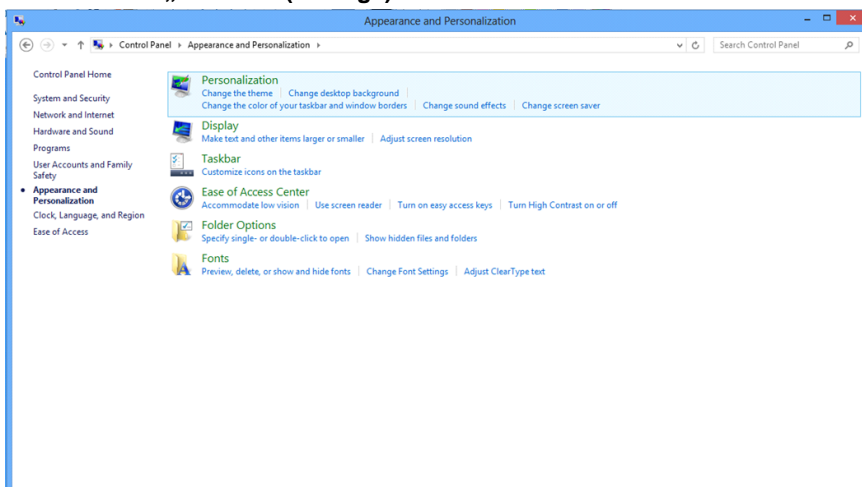 Appearance and Personalization
Control Panel ▸ Appearance and Personalization ▸
Search Control Panel
Control Panel Home
System and Security
Network and Internet
Hardware and Sound
Programs
User Accounts and Family
Safety
Appearance and
Personalization
Clock, Language, and Region
Ease of Access
Personalization
Change the theme | Change desktop background |
Change the color of your taskbar and window borders | Change sound effects | Change screen saver
Display
Make text and other items larger or smaller | Adjust screen resolution
Taskbar
Customize icons on the taskbar
Ease of Access Center
Accommodate low vision | Use screen reader | Turn on easy access keys | Turn High Contrast on or off
Folder Options
Specify single- or double-click to open | Show hidden files and folders
Fonts
Preview, delete, or show and hide fonts | Change Font Settings | Adjust ClearType text